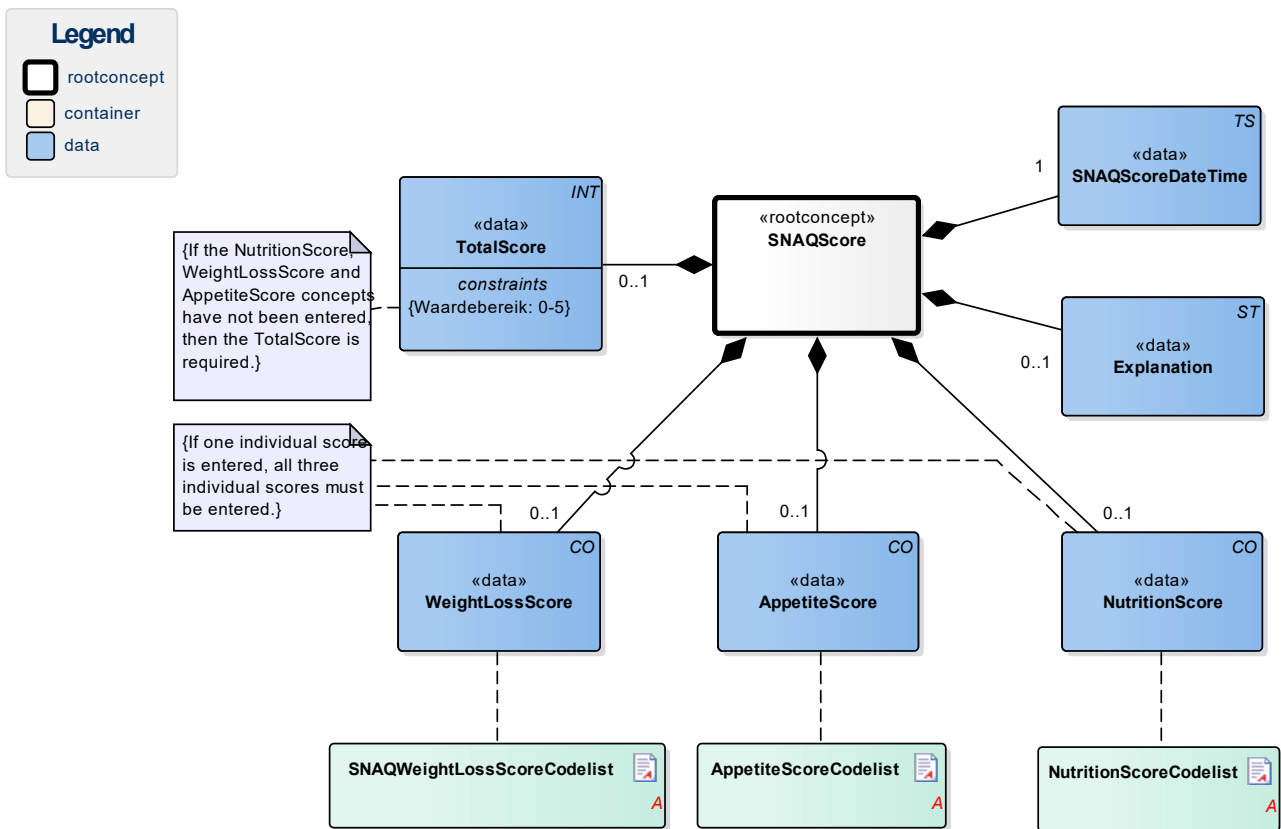 Legend
rootconcept
container
data
TS
«data»
SNAQScoreDateTime
1
INT
«data»
TotalScore
constraints
{Waardebereik: 0-5}
0..1
«rootconcept»
SNAQScore
{If the NutritionScore,
WeightLossScore and
AppetiteScore concepts
have not been entered,
then the TotalScore is
required.}
ST
«data»
Explanation
0..1
{If one individual score
is entered, all three
individual scores must
be entered.}
0..1
0..1
0..1
CO
«data»
WeightLossScore
CO
«data»
AppetiteScore
CO
«data»
NutritionScore
SNAQWeightLossScoreCodelist
A
AppetiteScoreCodelist
A
NutritionScoreCodelist
A